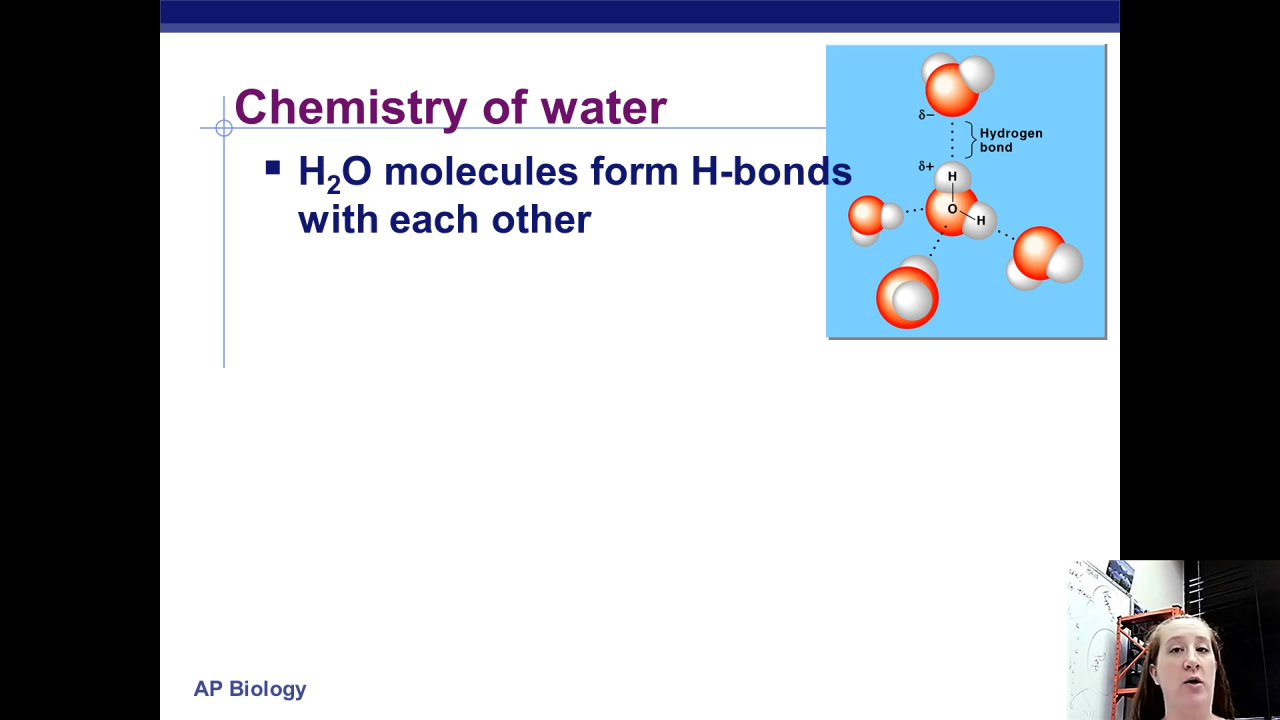 Chemistry of water
H₂O molecules form H-bonds
with each other
δ–
Hydrogen
bond
δ+
H
O
H
AP Biology